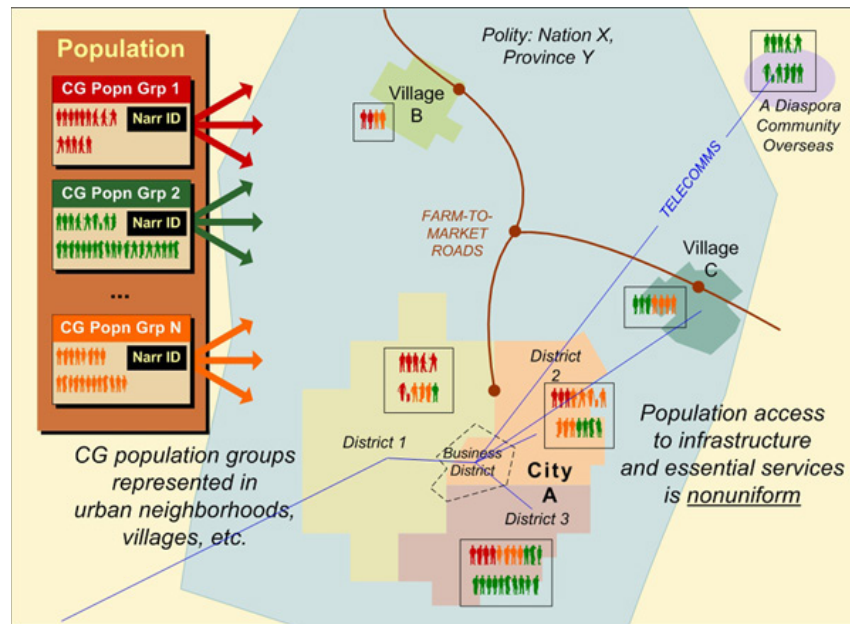 Population
CG Popn Grp 1
Narr ID
CG Popn Grp 2
Narr ID
...
CG Popn Grp N
Narr ID
CG population groups
represented in
urban neighborhoods,
villages, etc.
Polity: Nation X,
Province Y
Village
B
A Diaspora
Community
Overseas
TELECOMMS
FARM-TO-
MARKET
ROADS
Village
C
District
2
District 1
Business
District
City
A
District 3
Population access
to infrastructure
and essential services
is nonuniform